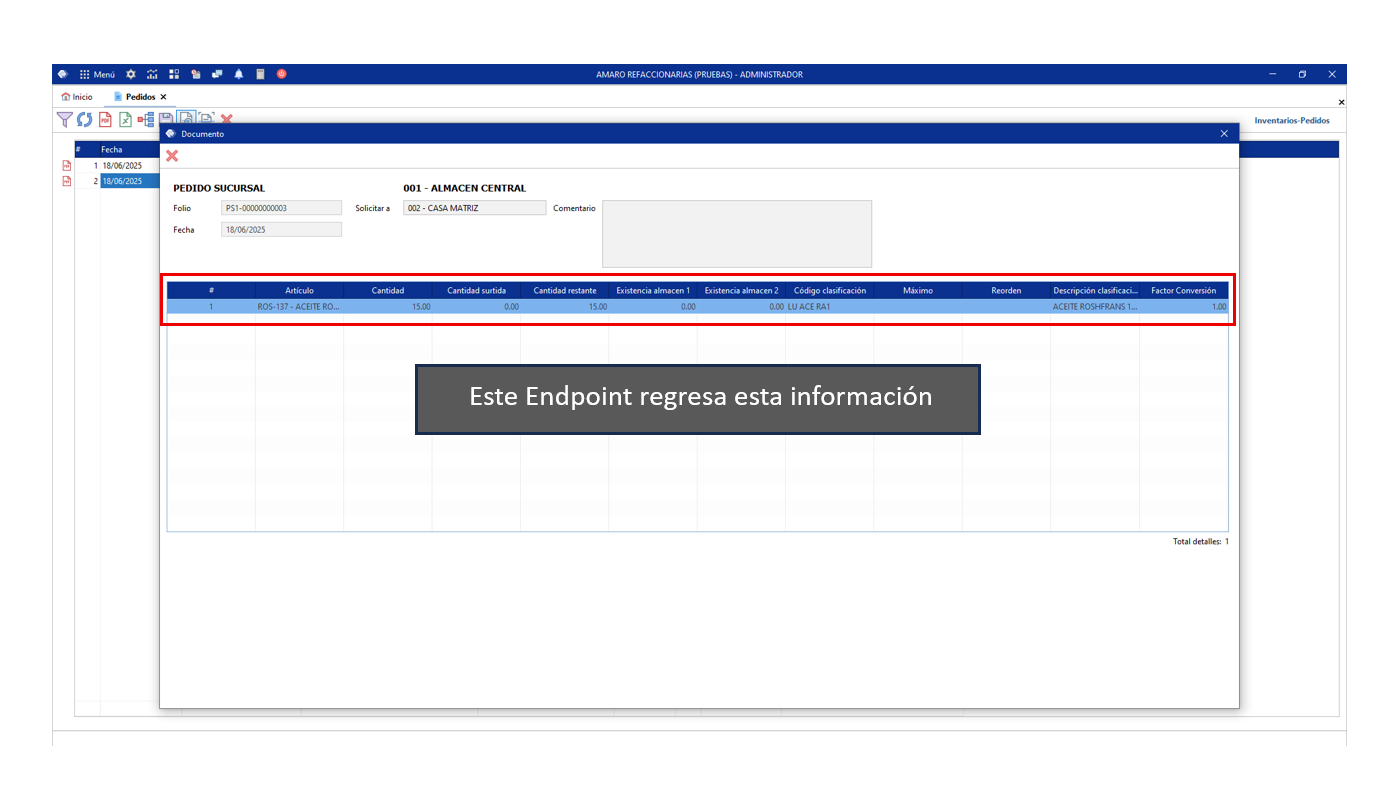 Menú
AMARO REFACCIONARIAS (PRUEBAS) - ADMINISTRADOR
Inicio Pedidos
Inventarios-Pedidos
Documento
# Fecha
1 18/06/2025
2 18/06/2025
PEDIDO SUCURSAL 001 - ALMACEN CENTRAL
Folio PS1-00000000003 Solicitar a 002 - CASA MATRIZ Comentario
Fecha 18/06/2025
# Artículo Cantidad Cantidad surtida Cantidad restante Existencia almacen 1 Existencia almacen 2 Código clasificación Máximo Reorden Descripción clasificaci... Factor Conversión
1 ROS-137 - ACEITE RO... 15.00 0.00 15.00 0.00 0.00 LU ACE RA1 ACEITE ROSHFRANS 1... 1.00
Este Endpoint regresa esta información
Total detalles: 1